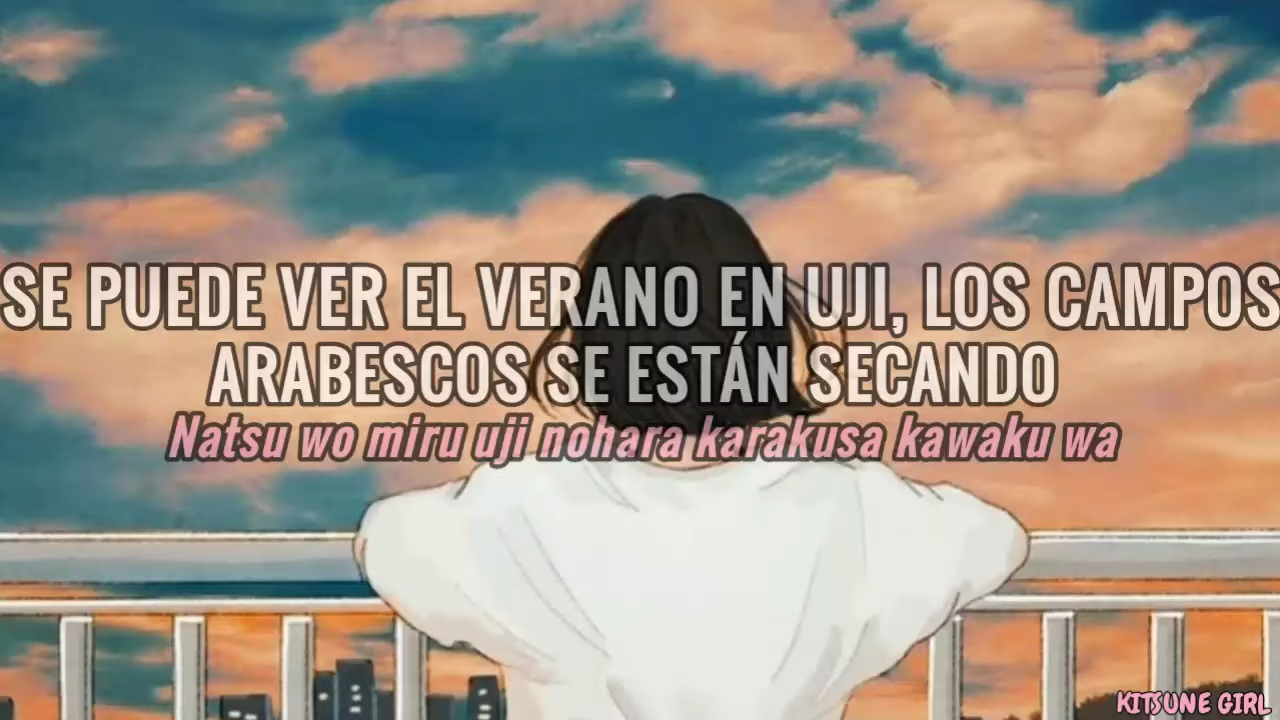 SE PUEDE VER EL VERANO EN UJI, LOS CAMPOS
ARABESCOS SE ESTÁN SECANDO
Natsu wo miru uji nohara karakusa kawaku wa
KITSUNE GIRL